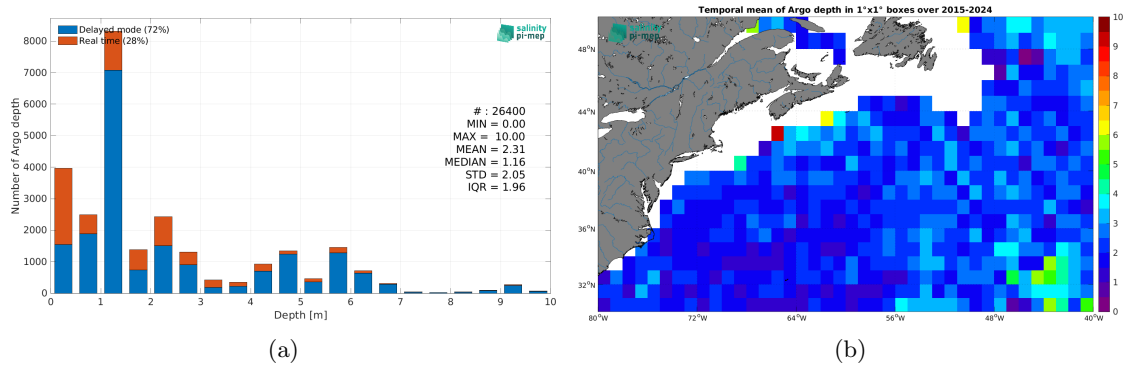 Delayed mode (72%)
Real time (28%)
salinity
pi-mep
Number of Argo depth
8000
7000
6000
5000
4000
3000
2000
1000
0
# : 26400
MIN = 0.00
MAX = 10.00
MEAN = 2.31
MEDIAN = 1.16
STD = 2.05
IQR = 1.96
0 1 2 3 4 5 6 7 8 9 10
Depth [m]
(a)
Temporal mean of Argo depth in 1°x1° boxes over 2015-2024
salinity
pi-mep
48°N
44°N
40°N
36°N
32°N
80°W 72°W 64°W 56°W 48°W 40°W
10
9
8
7
6
5
4
3
2
1
0
(b)